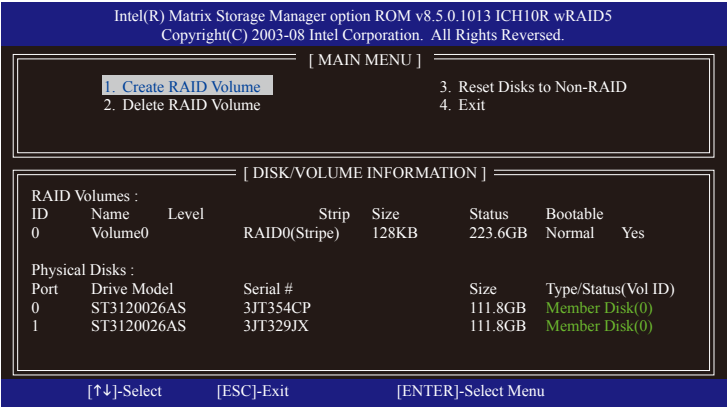 Intel(R) Matrix Storage Manager option ROM v8.5.0.1013 ICH10R wRAID5
Copyright(C) 2003-08 Intel Corporation. All Rights Reversed.
[ MAIN MENU ]
1. Create RAID Volume 3. Reset Disks to Non-RAID
2. Delete RAID Volume 4. Exit
[ DISK/VOLUME INFORMATION ]
RAID Volumes :
ID Name Level Strip Size Status Bootable
0 Volume0 RAID0(Stripe) 128KB 223.6GB Normal Yes
Physical Disks :
Port Drive Model Serial # Size Type/Status(Vol ID)
0 ST3120026AS 3JT354CP 111.8GB Member Disk(0)
1 ST3120026AS 3JT329JX 111.8GB Member Disk(0)
[↑↓]-Select [ESC]-Exit [ENTER]-Select Menu